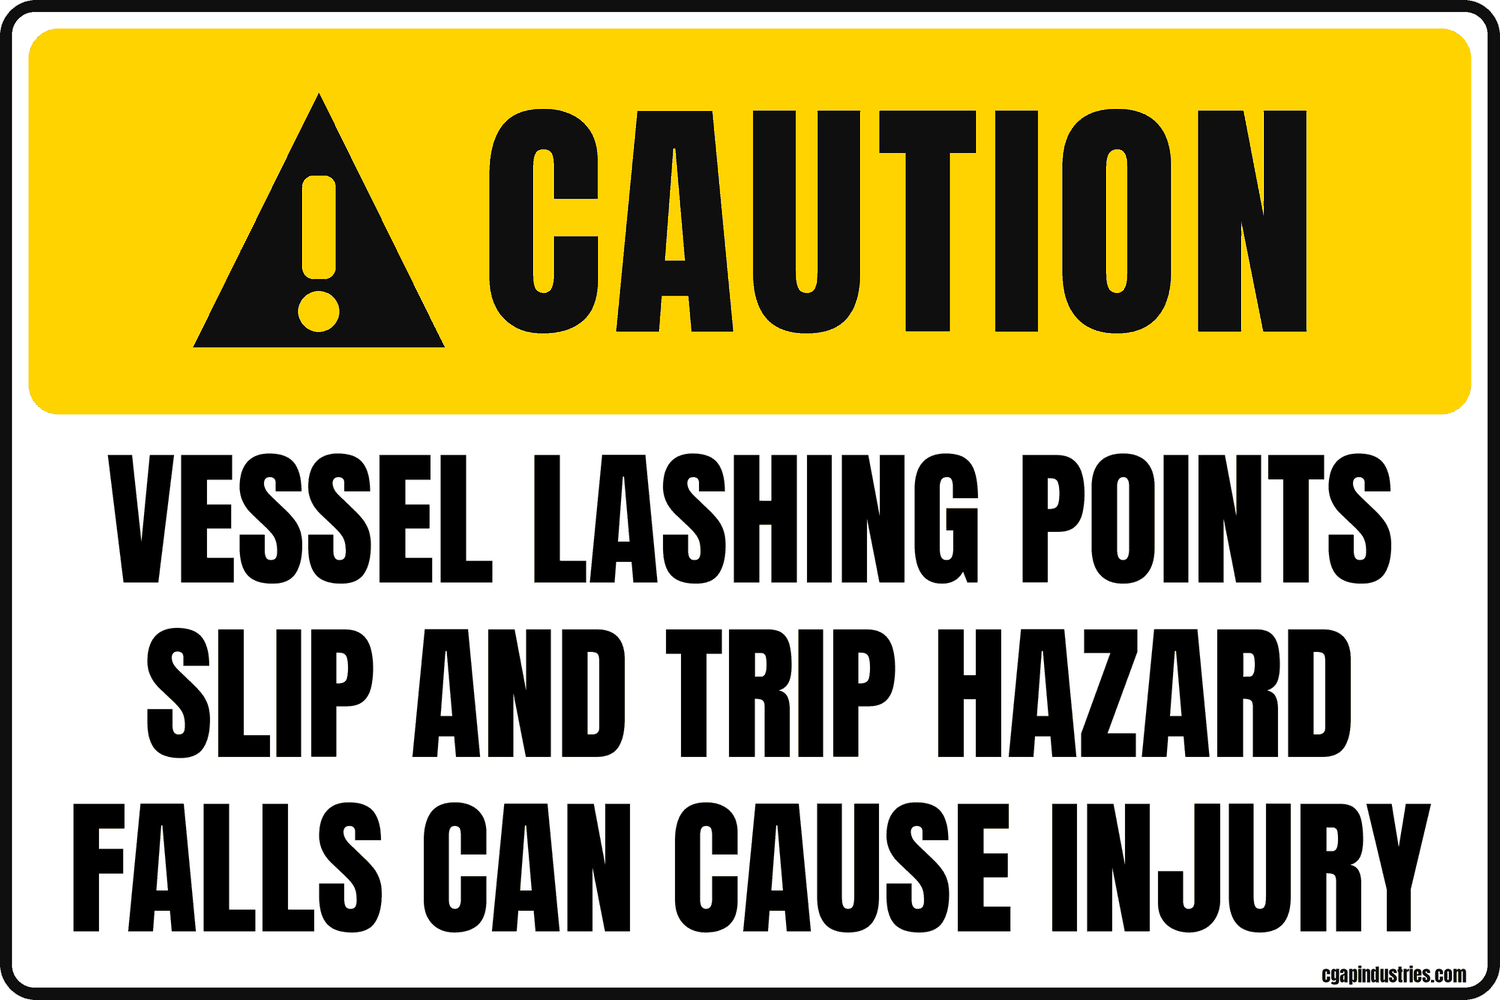 CAUTION
VESSEL LASHING POINTS
SLIP AND TRIP HAZARD
FALLS CAN CAUSE INJURY
cgapindustries.com